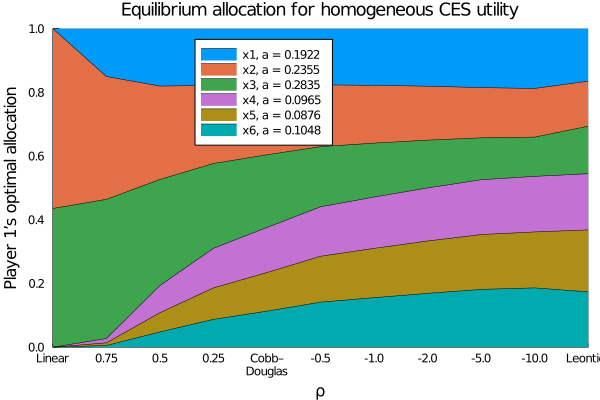 Equilibrium allocation for homogeneous CES utility
Player 1's optimal allocation
1.0
0.8
0.6
0.4
0.2
0.0
x1, a = 0.1922
x2, a = 0.2355
x3, a = 0.2835
x4, a = 0.0965
x5, a = 0.0876
x6, a = 0.1048
Linear 0.75 0.5 0.25 Cobb– -0.5 -1.0 -2.0 -5.0 -10.0 Leonti
Douglas
ρ